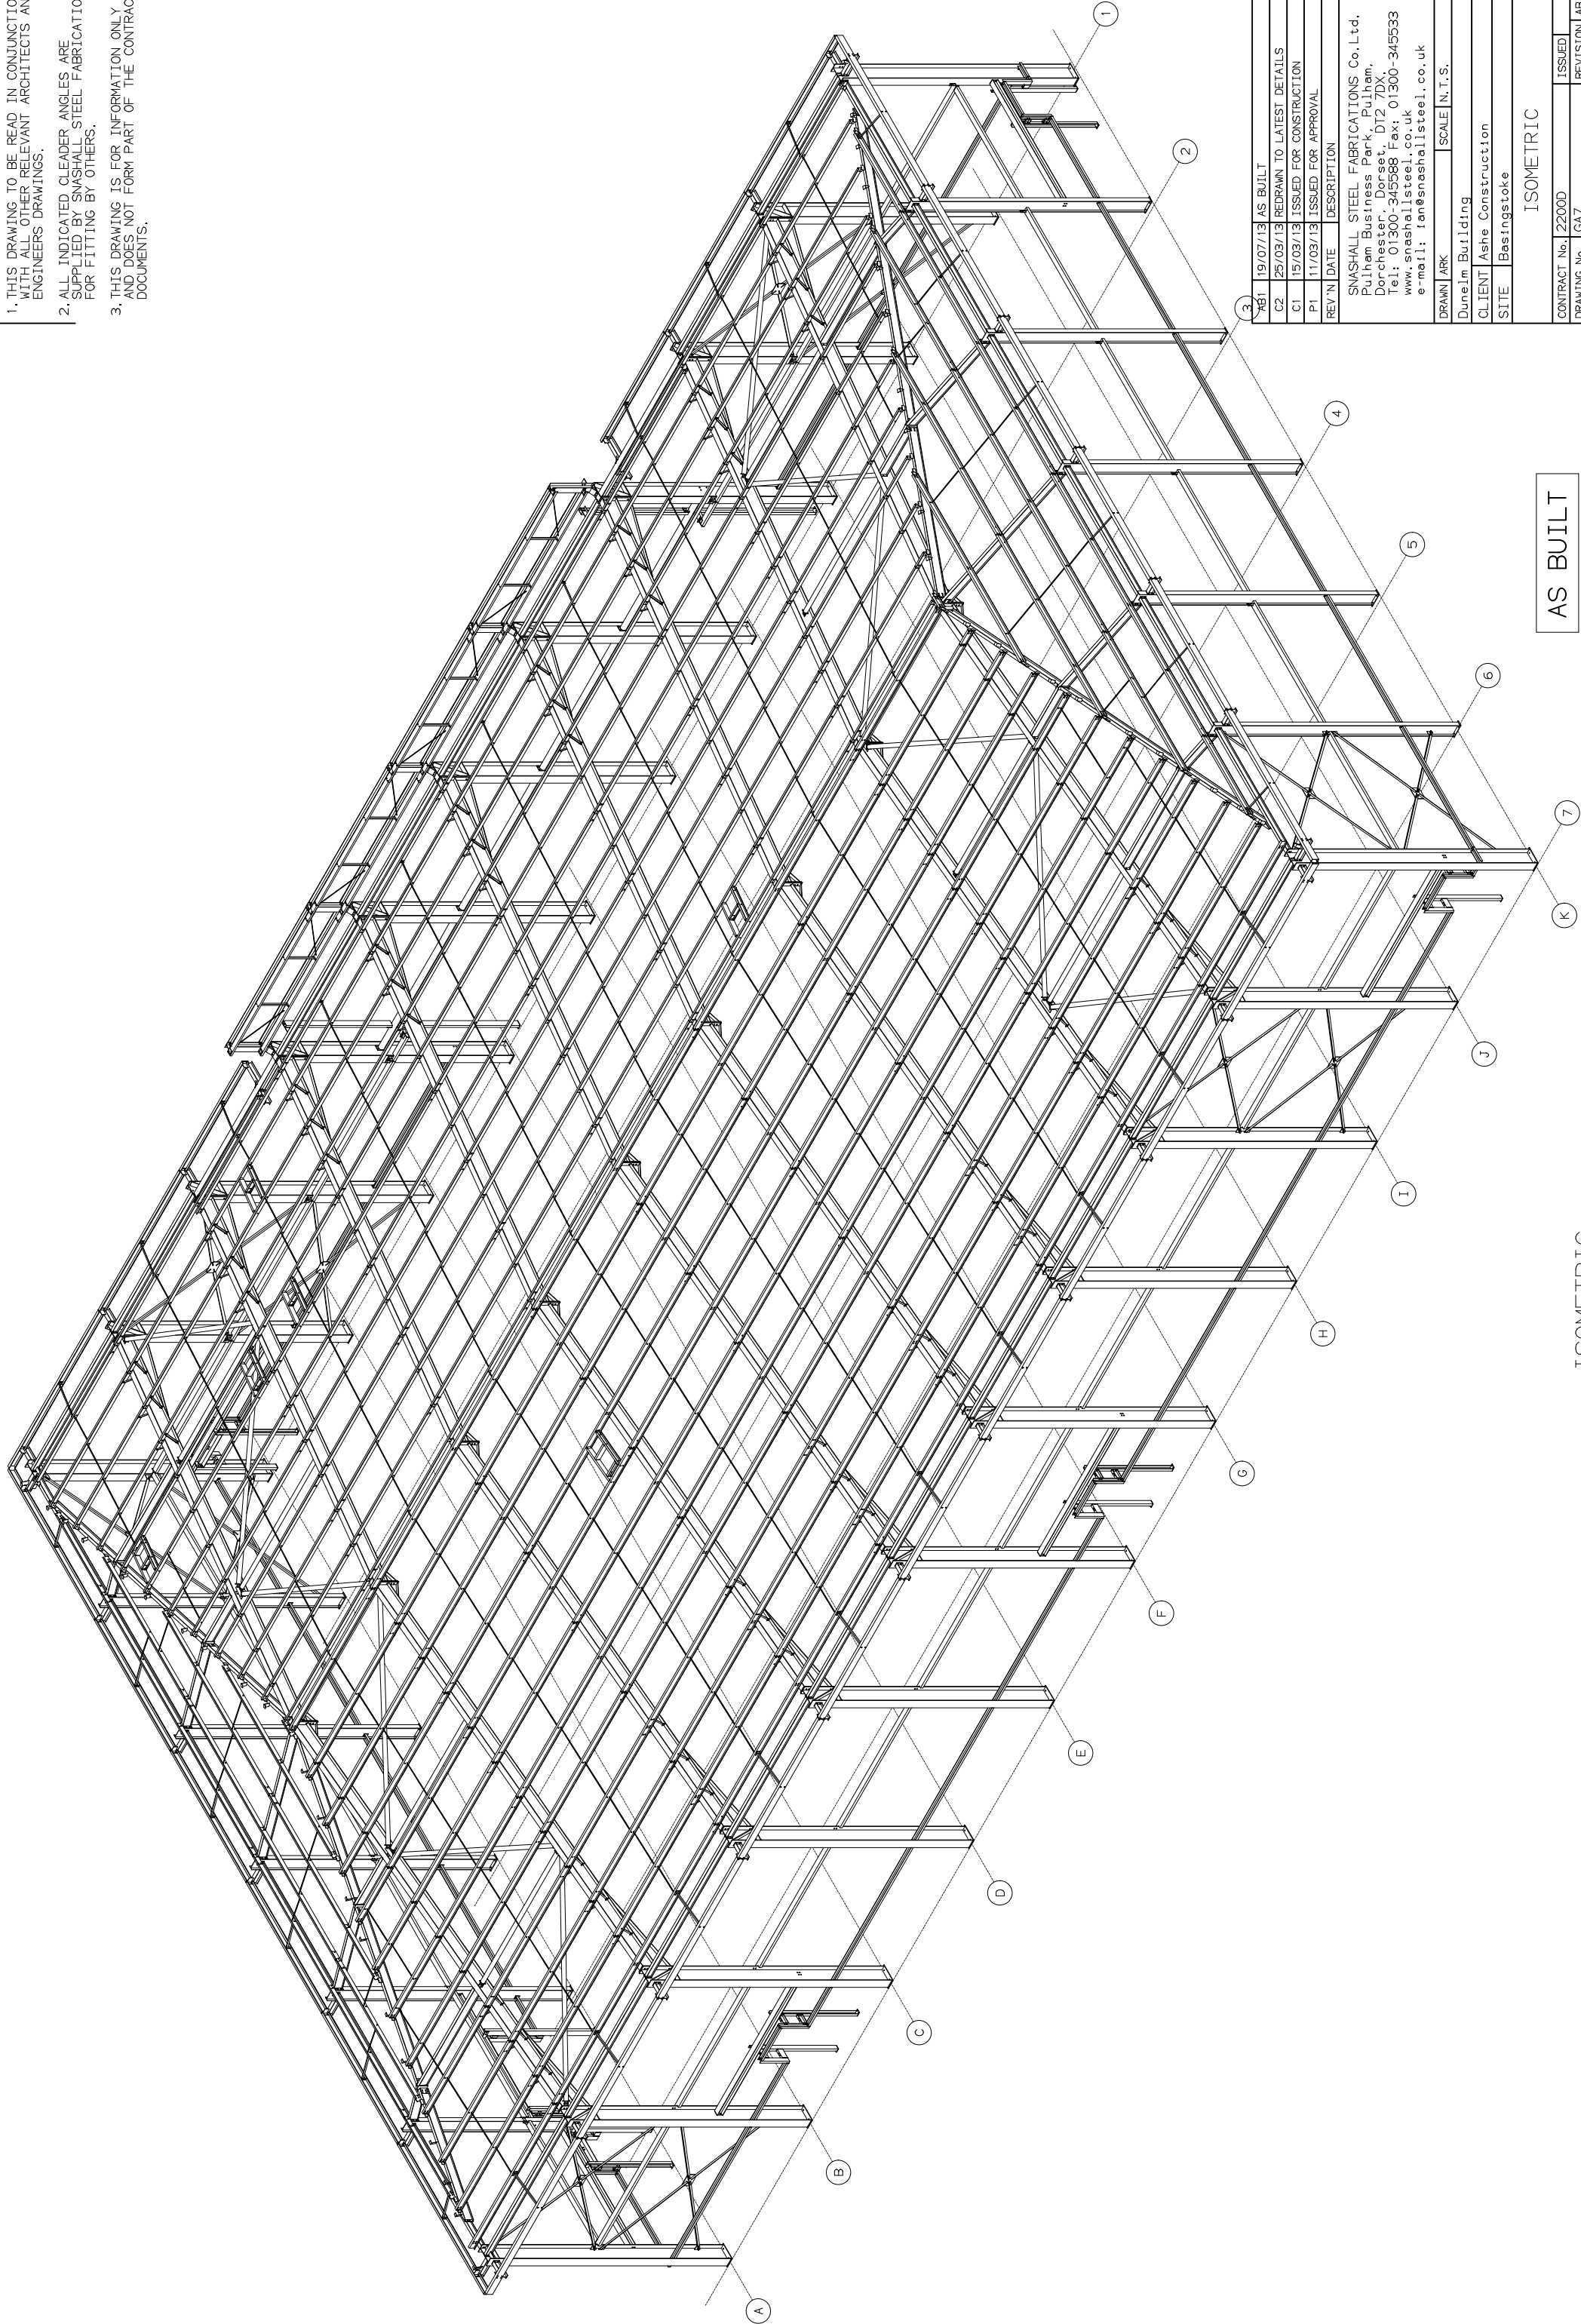 1. THIS DRAWING TO BE READ IN CONJUNCTIO
WITH ALL OTHER RELEVANT ARCHITECTS AN
ENGINEERS DRAWINGS.
2. ALL INDICATED CLEADER ANGLES ARE
SUPPLIED BY SNASHALL STEEL FABRICATIO
FOR FITTING BY OTHERS.
3. THIS DRAWING IS FOR INFORMATION ONLY
AND DOES NOT FORM PART OF THE CONTRAC
DOCUMENTS.
1
2
3
4
5
6
7
A
B
C
D
E
F
G
H
I
J
K
AS BUILT
ISOMETRIC
AB1 19/07/13 AS BUILT
C2 25/03/13 REDRAWN TO LATEST DETAILS
C1 15/03/13 ISSUED FOR CONSTRUCTION
P1 11/03/13 ISSUED FOR APPROVAL
REV'N DATE DESCRIPTION
SNASHALL STEEL FABRICATIONS Co.Ltd.
Pulham Business Park, Pulham,
Dorchester, Dorset, DT2 7DX.
Tel: 01300-345588 Fax: 01300-345533
www.snashallsteel.co.uk
e-mail: ian@snashallsteel.co.uk
DRAWN ARK SCALE N.T.S.
Dunelm Building
CLIENT Ashe Construction
SITE Basingstoke
ISOMETRIC
CONTRACT No. 2200D ISSUED
DRAWING No. GA7 REVISION AB